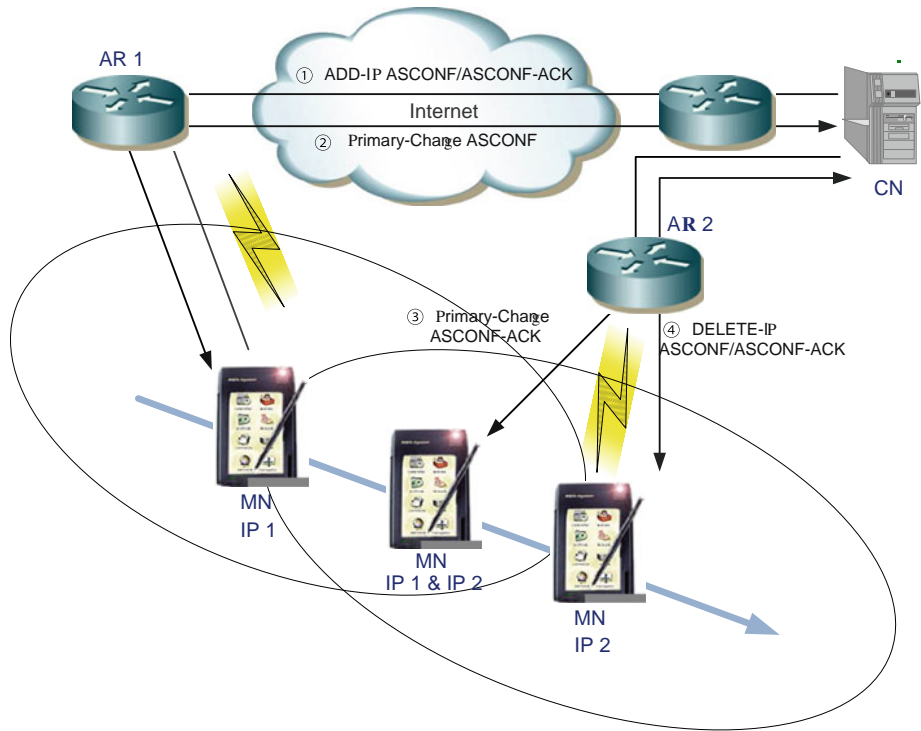 AR 1
① ADD-IP ASCONF/ASCONF-ACK
Internet
② Primary-Change ASCONF
CN
AR 2
③ Primary-Change
ASCONF-ACK
④ DELETE-IP
ASCONF/ASCONF-ACK
MN
IP 1
MN
IP 1 & IP 2
MN
IP 2